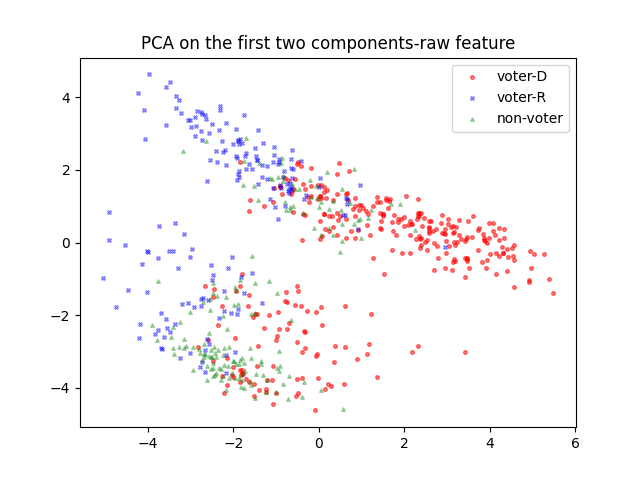 PCA on the first two components-raw feature
voter-D
voter-R
non-voter
4
2
0
−2
−4
−4
−2
0
2
4
6